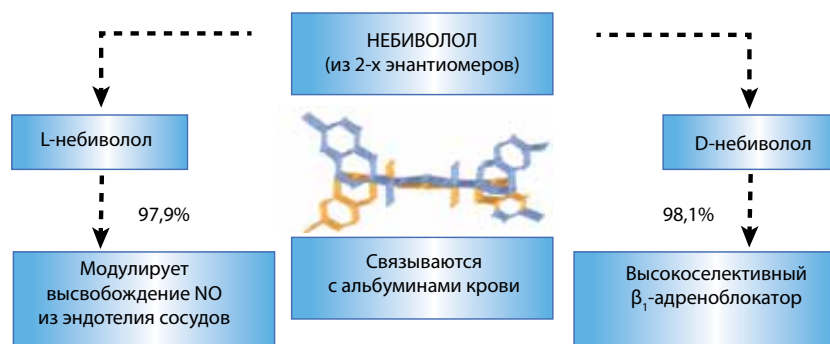 НЕБИВОЛОЛ
(из 2-х энантиомеров)
L-небиволол
D-небиволол
97,9%
98,1%
Модулирует
высвобождение NO
из эндотелия сосудов
Связываются
с альбуминами крови
Высокоселективный
β₁-адреноблокатор